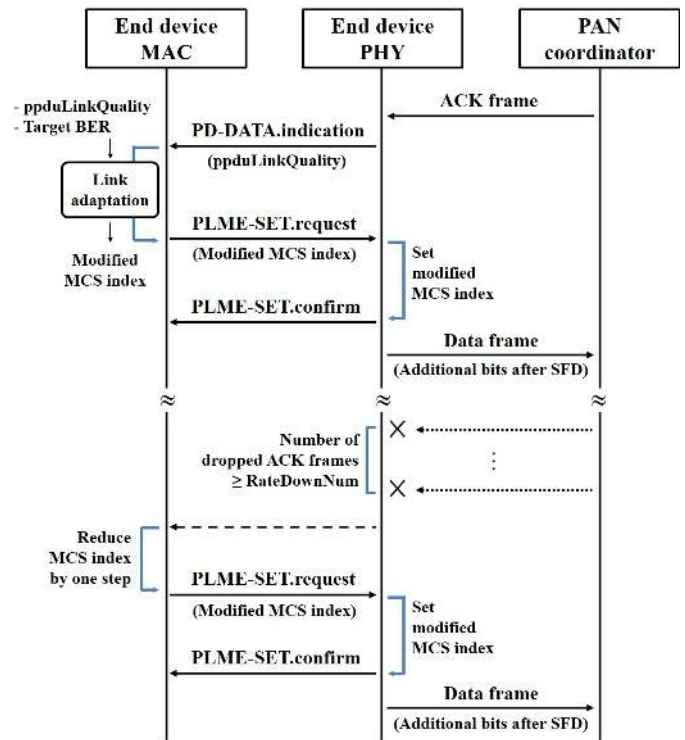 End device
MAC
End device
PHY
PAN
coordinator
ACK frame
- ppduLinkQuality
- Target BER
PD-DATA.indication
(ppduLinkQuality)
Link
adaptation
PLME-SET.request
(Modified MCS index)
Modified
MCS index
Set
modified
MCS index
PLME-SET.confirm
Data frame
(Additional bits after SFD)
Number of
dropped ACK frames
≥ RateDownNum
Reduce
MCS index
by one step
PLME-SET.request
(Modified MCS index)
Set
modified
MCS index
PLME-SET.confirm
Data frame
(Additional bits after SFD)